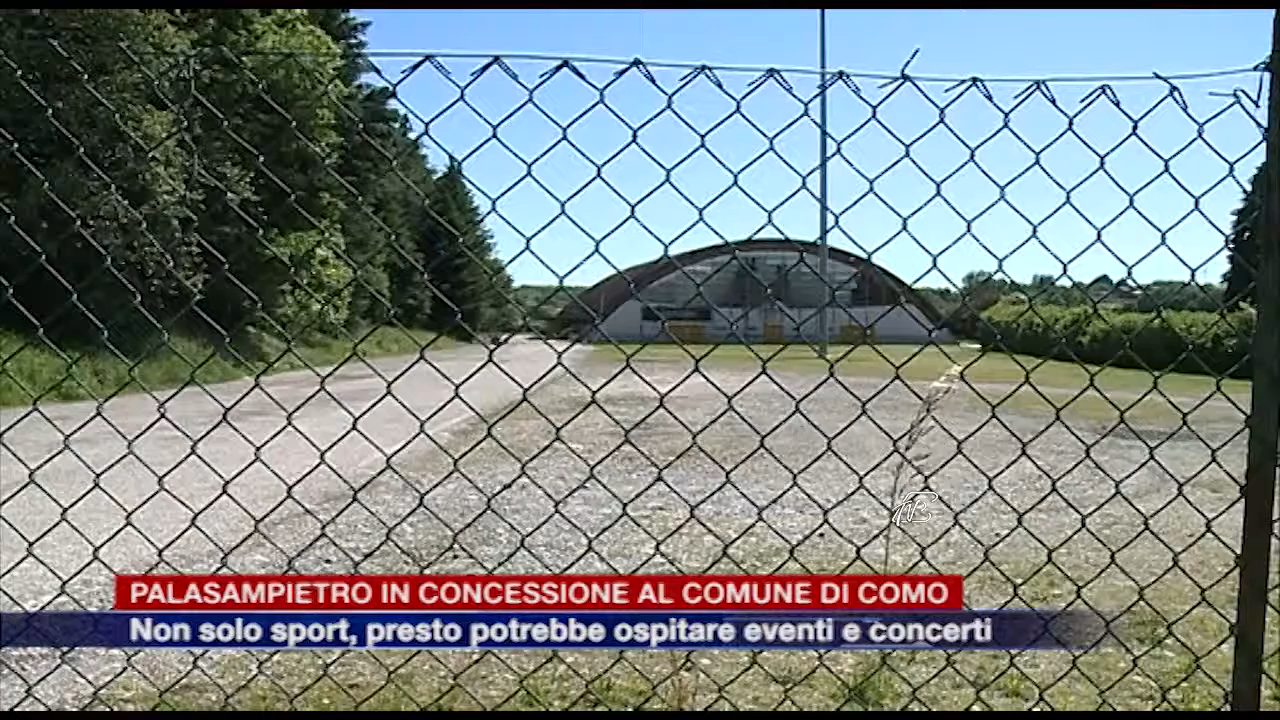 PALASAMPIETRO IN CONCESSIONE AL COMUNE DI COMO
Non solo sport, presto potrebbe ospitare eventi e concerti